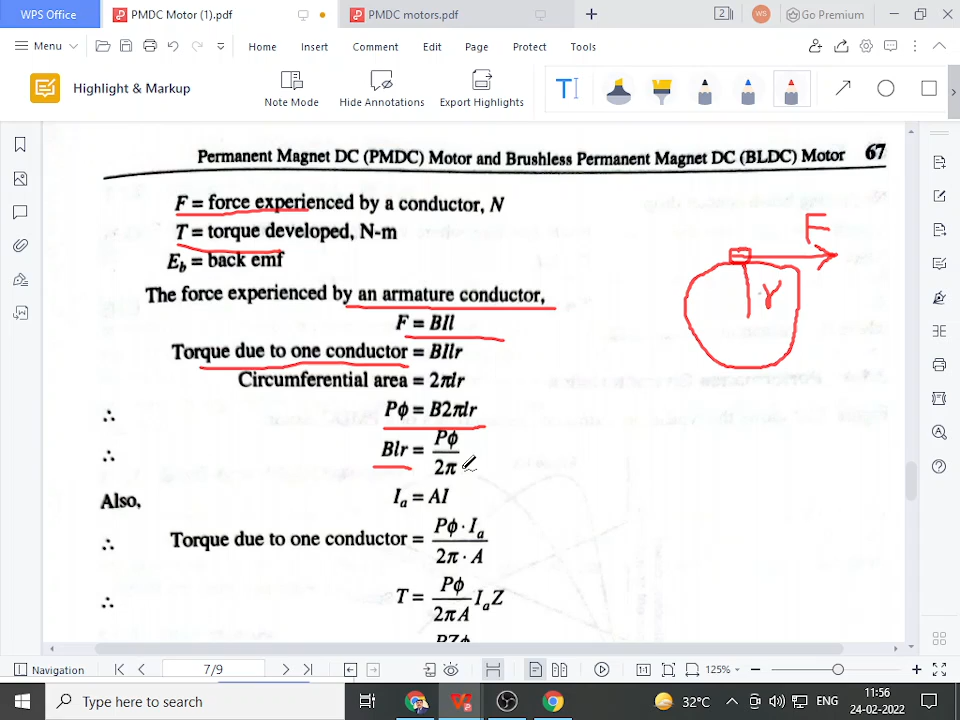 WPS Office
PMDC Motor (1).pdf
PMDC motors.pdf
2
WS
Go Premium
Menu
Home
Insert
Comment
Edit
Page
Protect
Tools
Highlight & Markup
Note Mode
Hide Annotations
Export Highlights
T
Permanent Magnet DC (PMDC) Motor and Brushless Permanent Magnet DC (BLDC) Motor 67
F = force experienced by a conductor, N
T = torque developed, N-m
E_b = back emf
F
r
The force experienced by an armature conductor,
F = BIl
Torque due to one conductor = BIlr
Circumferential area = 2πlr
∴ Pϕ = B2πlr
∴ Blr = Pϕ / 2π
Also, I_a = AI
∴ Torque due to one conductor = Pϕ · I_a / 2π · A
∴ T = Pϕ / 2πA I_a Z
PZϕ
Navigation
7/9
1:1
125%
Type here to search
32°C
ENG
11:56
24-02-2022